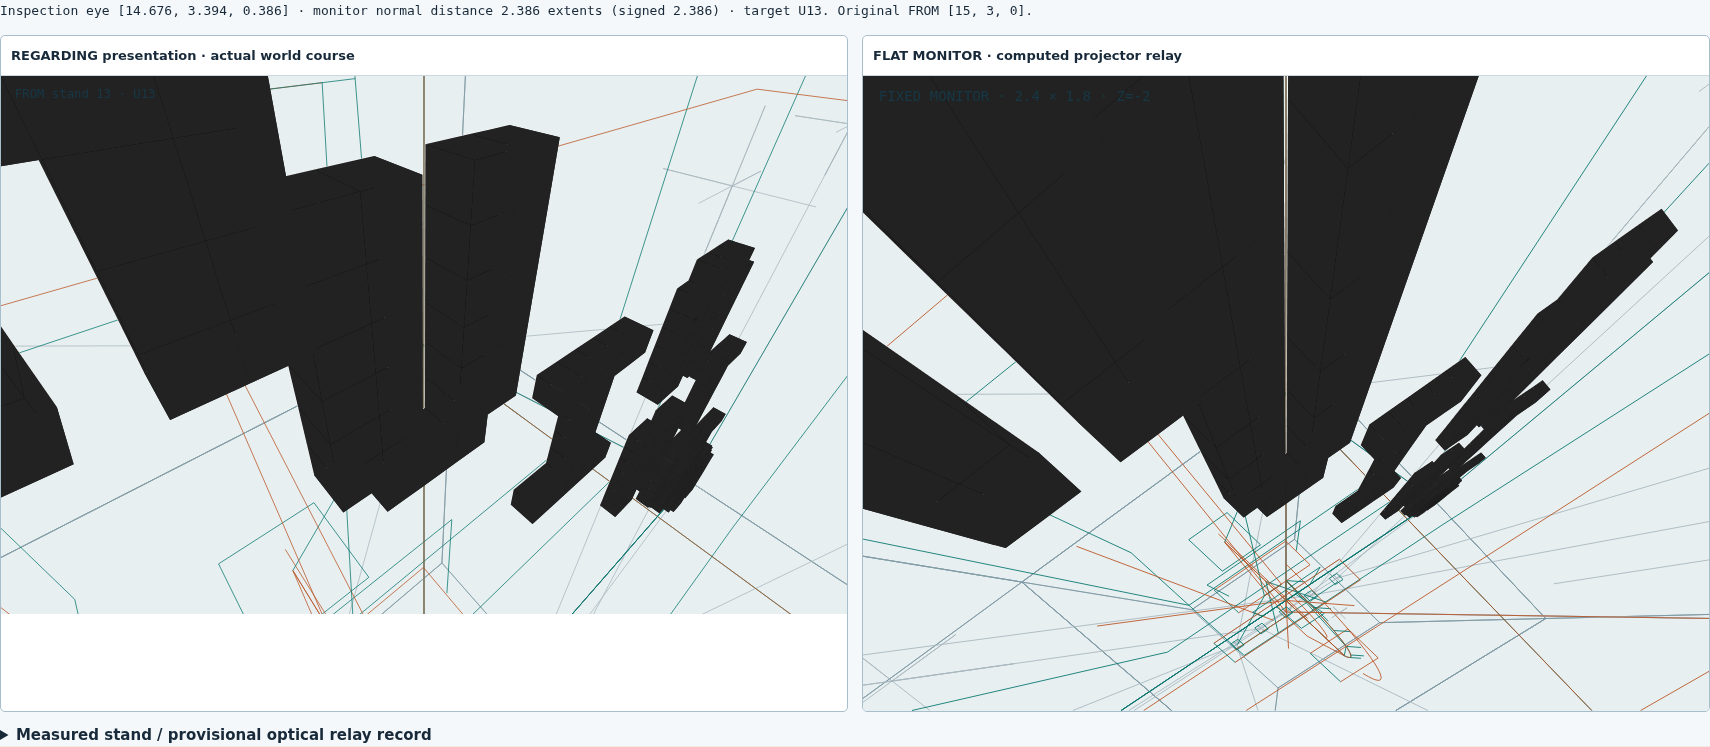 Inspection eye [14.676, 3.394, 0.386] · monitor normal distance 2.386 extents (signed 2.386) · target U13. Original FROM [15, 3, 0].
REGARDING presentation · actual world course
FLAT MONITOR · computed projector relay
FROM stand 13 · U13
FIXED MONITOR · 2.4 × 1.8 · Z=-2
▶ Measured stand / provisional optical relay record